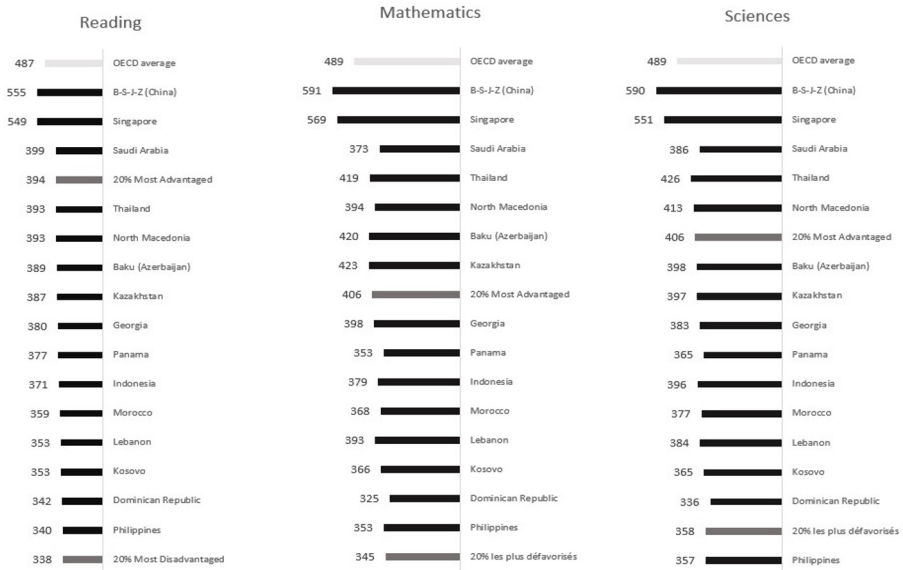 Reading
487 OECD average
555 B-S-J-Z (China)
549 Singapore
399 Saudi Arabia
394 20% Most Advantaged
393 Thailand
393 North Macedonia
389 Baku (Azerbaijan)
387 Kazakhstan
380 Georgia
377 Panama
371 Indonesia
359 Morocco
353 Lebanon
353 Kosovo
342 Dominican Republic
340 Philippines
338 20% Most Disadvantaged
Mathematics
489 OECD average
591 B-S-J-Z (China)
569 Singapore
373 Saudi Arabia
419 Thailand
394 North Macedonia
420 Baku (Azerbaijan)
423 Kazakhstan
406 20% Most Advantaged
398 Georgia
353 Panama
379 Indonesia
368 Morocco
393 Lebanon
366 Kosovo
325 Dominican Republic
353 Philippines
345 20% les plus défavorisés
Sciences
489 OECD average
590 B-S-J-Z (China)
551 Singapore
386 Saudi Arabia
426 Thailand
413 North Macedonia
406 20% Most Advantaged
398 Baku (Azerbaijan)
397 Kazakhstan
383 Georgia
365 Panama
396 Indonesia
377 Morocco
384 Lebanon
365 Kosovo
336 Dominican Republic
358 20% les plus défavorisés
357 Philippines